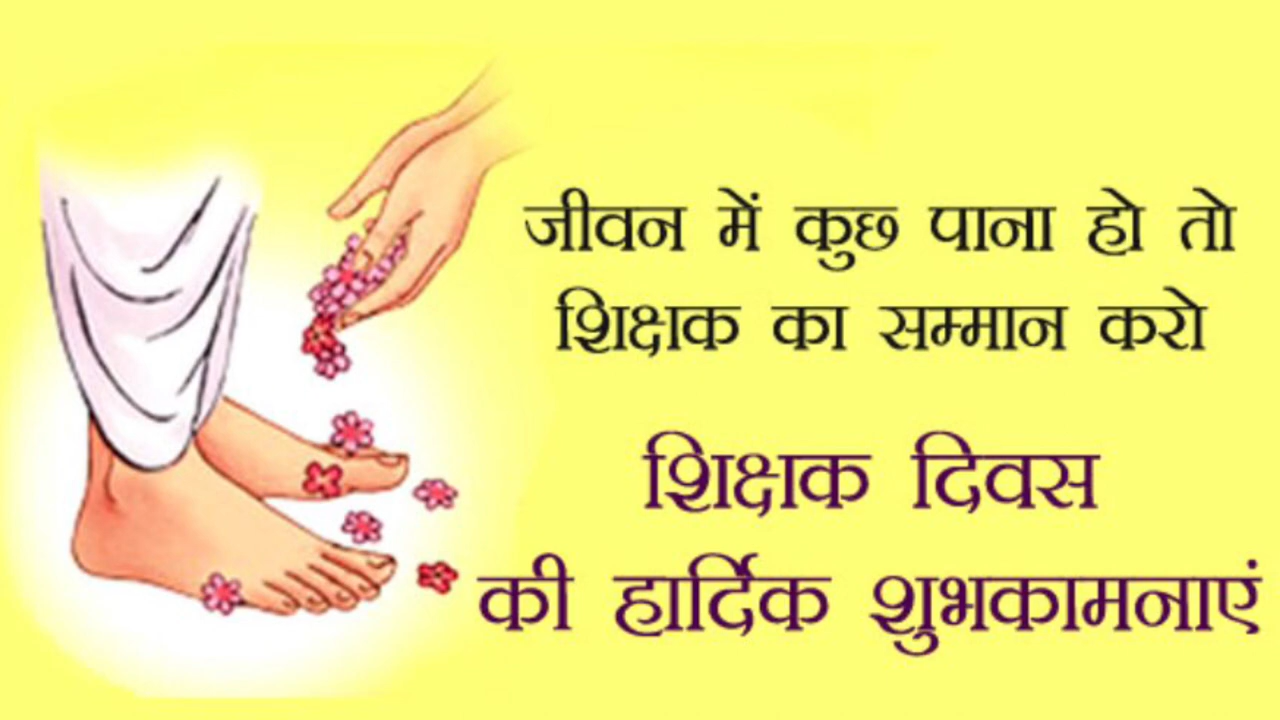 जीवन में कुछ पाना हो तो
शिक्षक का सम्मान करो
शिक्षक दिवस
की हार्दिक शुभकामनाएं